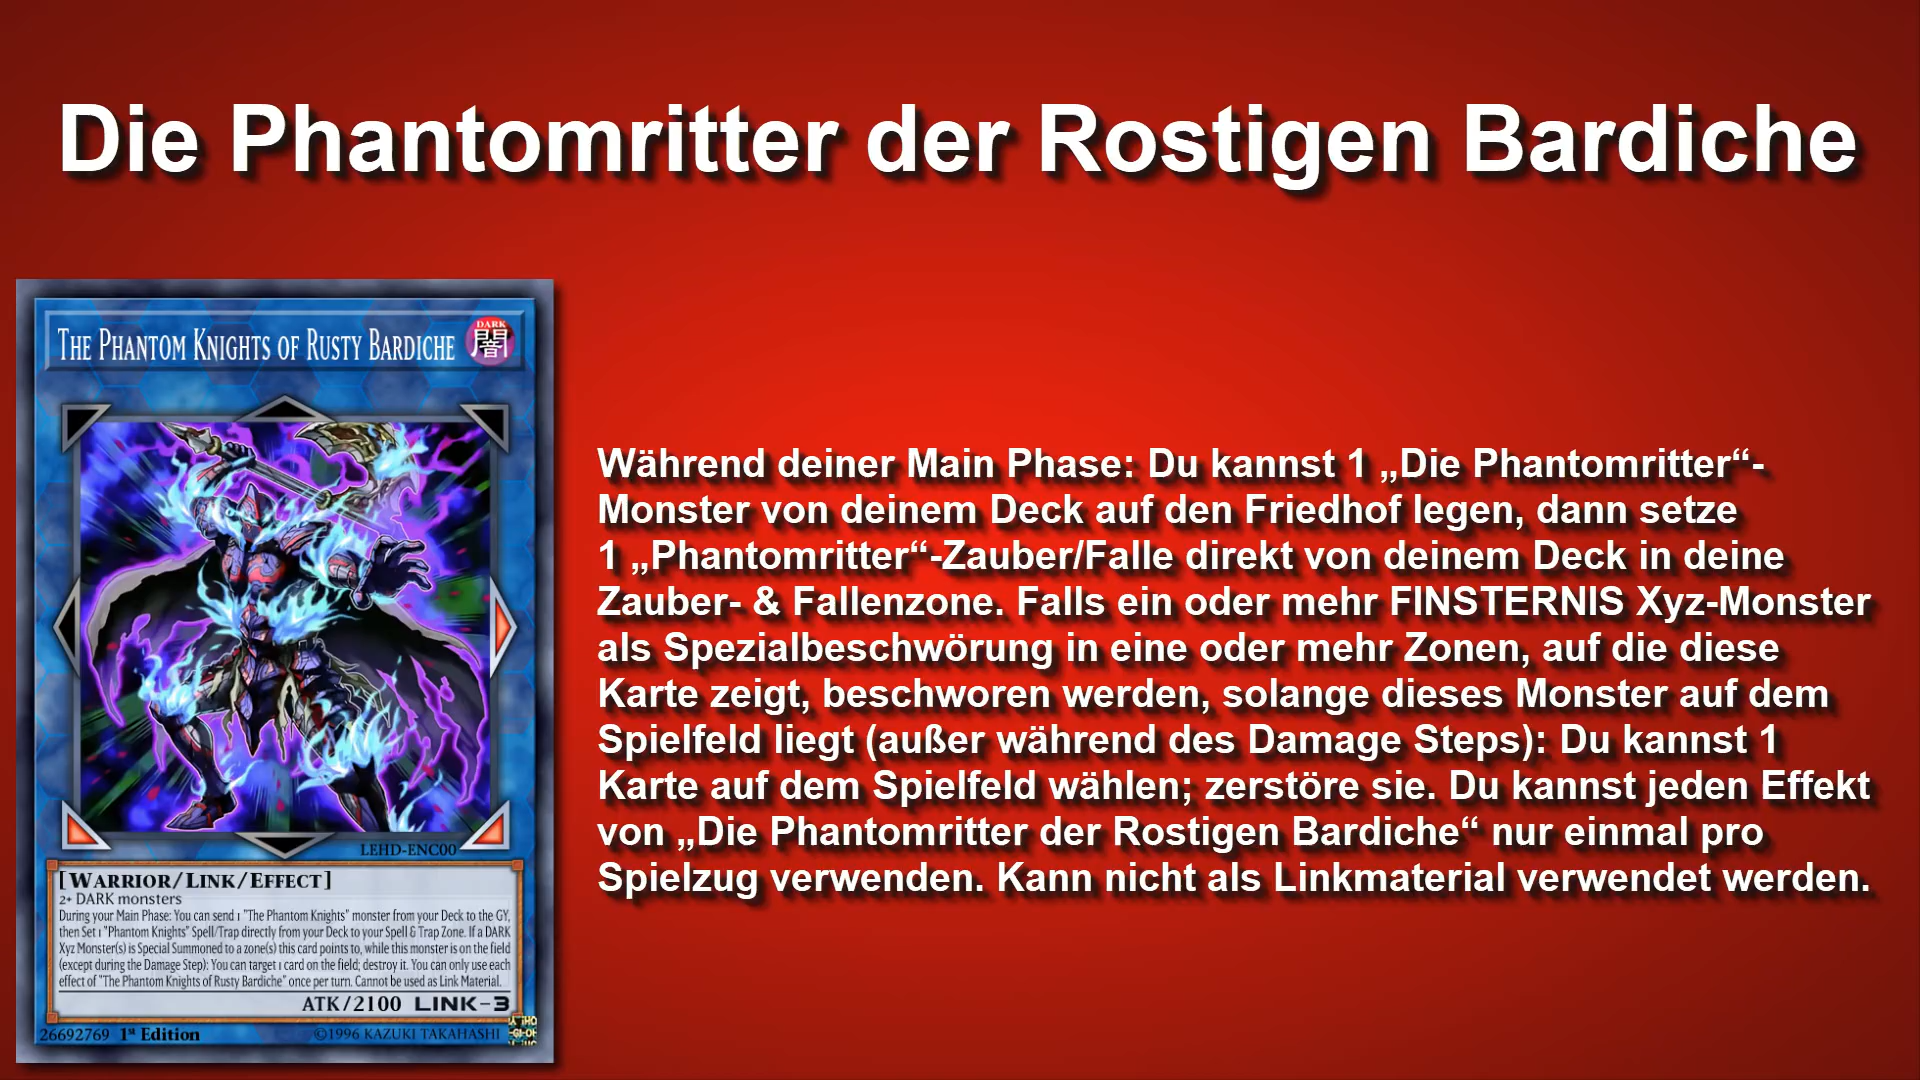 Die Phantomritter der Rostigen Bardiche
THE PHANTOM KNIGHTS OF RUSTY BARDICHE
DARK
闇
LEHD-ENC00
[WARRIOR/LINK/EFFECT]
2+ DARK monsters
During your Main Phase: You can send 1 "The Phantom Knights" monster from your Deck to the GY,
then Set 1 "Phantom Knights" Spell/Trap directly from your Deck to your Spell & Trap Zone. If a DARK
Xyz Monster(s) is Special Summoned to a zone(s) this card points to, while this monster is on the field
(except during the Damage Step): You can target 1 card on the field; destroy it. You can only use each
effect of "The Phantom Knights of Rusty Bardiche" once per turn. Cannot be used as Link Material.
ATK/2100 LINK-3
26692769 1st Edition ©1996 KAZUKI TAKAHASHI
Während deiner Main Phase: Du kannst 1 „Die Phantomritter“-
Monster von deinem Deck auf den Friedhof legen, dann setze
1 „Phantomritter“-Zauber/Falle direkt von deinem Deck in deine
Zauber- & Fallenzone. Falls ein oder mehr FINSTERNIS Xyz-Monster
als Spezialbeschwörung in eine oder mehr Zonen, auf die diese
Karte zeigt, beschworen werden, solange dieses Monster auf dem
Spielfeld liegt (außer während des Damage Steps): Du kannst 1
Karte auf dem Spielfeld wählen; zerstöre sie. Du kannst jeden Effekt
von „Die Phantomritter der Rostigen Bardiche“ nur einmal pro
Spielzug verwenden. Kann nicht als Linkmaterial verwendet werden.